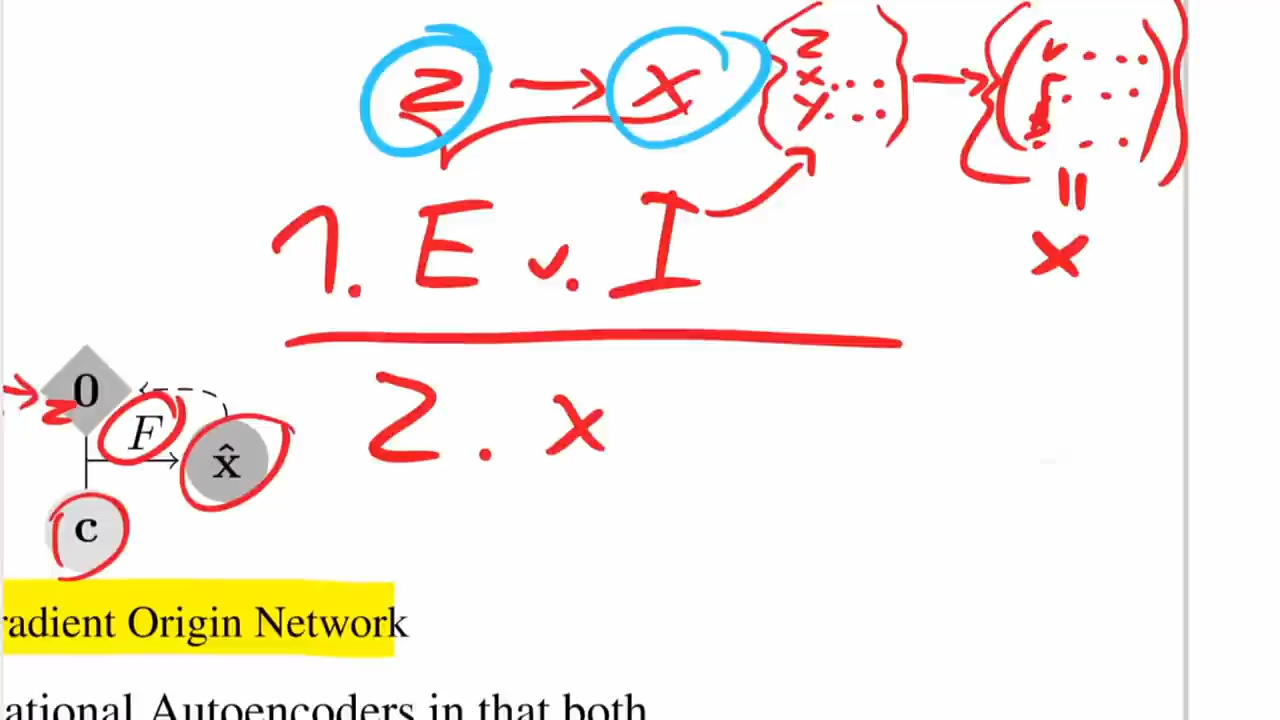 z → x { z x y } → { ( r g b ) }
= x
1. E v. I
2. x
0
z
F
x̂
c
radient Origin Network
ational Autoencoders in that both